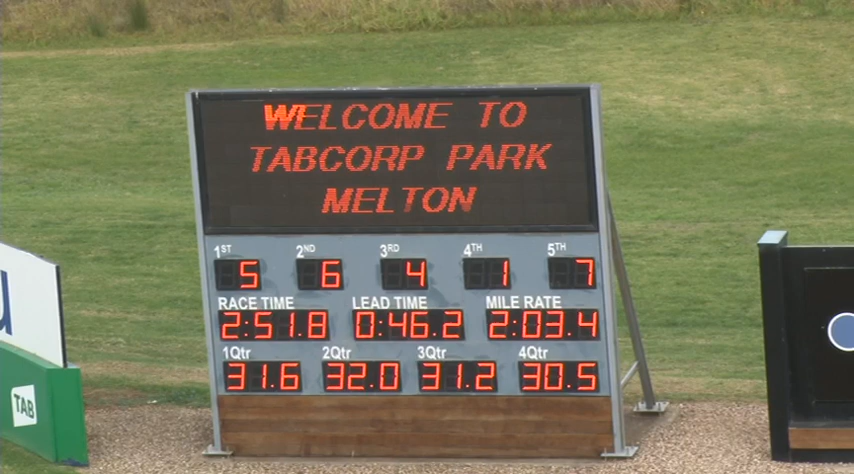 WELCOME TO
TABCORP PARK
MELTON
1ST 2ND 3RD 4TH 5TH
5 6 4 1 7
RACE TIME LEAD TIME MILE RATE
2:51.8 0:46.2 2:03.4
1Qtr 2Qtr 3Qtr 4Qtr
31.6 32.0 31.2 30.5
TAB